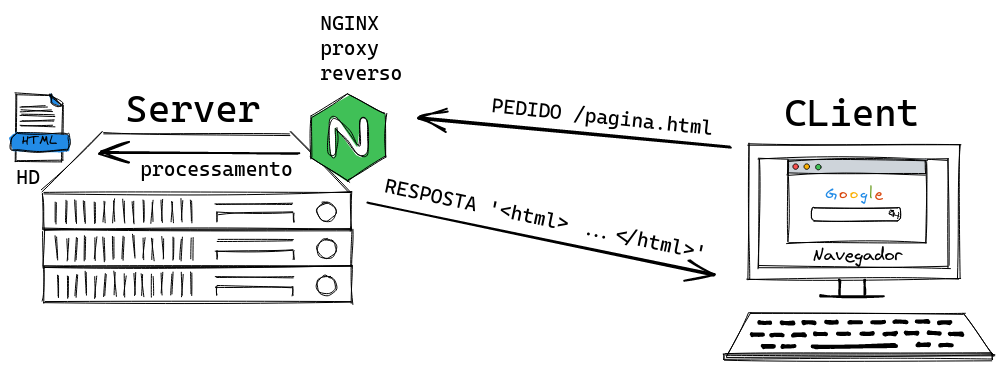 NGINX
proxy
reverso
Server
CLient
PEDIDO /pagina.html
HTML
N
processamento
HD
RESPOSTA '<html> ... </html>'
Google
Navegador